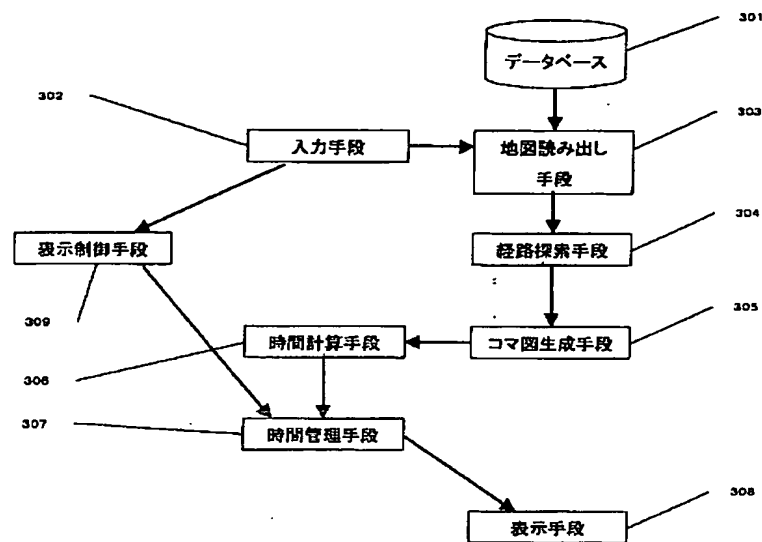 301
データベース
302
303
入力手段
地図読み出し
手段
304
表示制御手段
経路探索手段
305
309
時間計算手段
コマ図生成手段
306
307
時間管理手段
308
表示手段